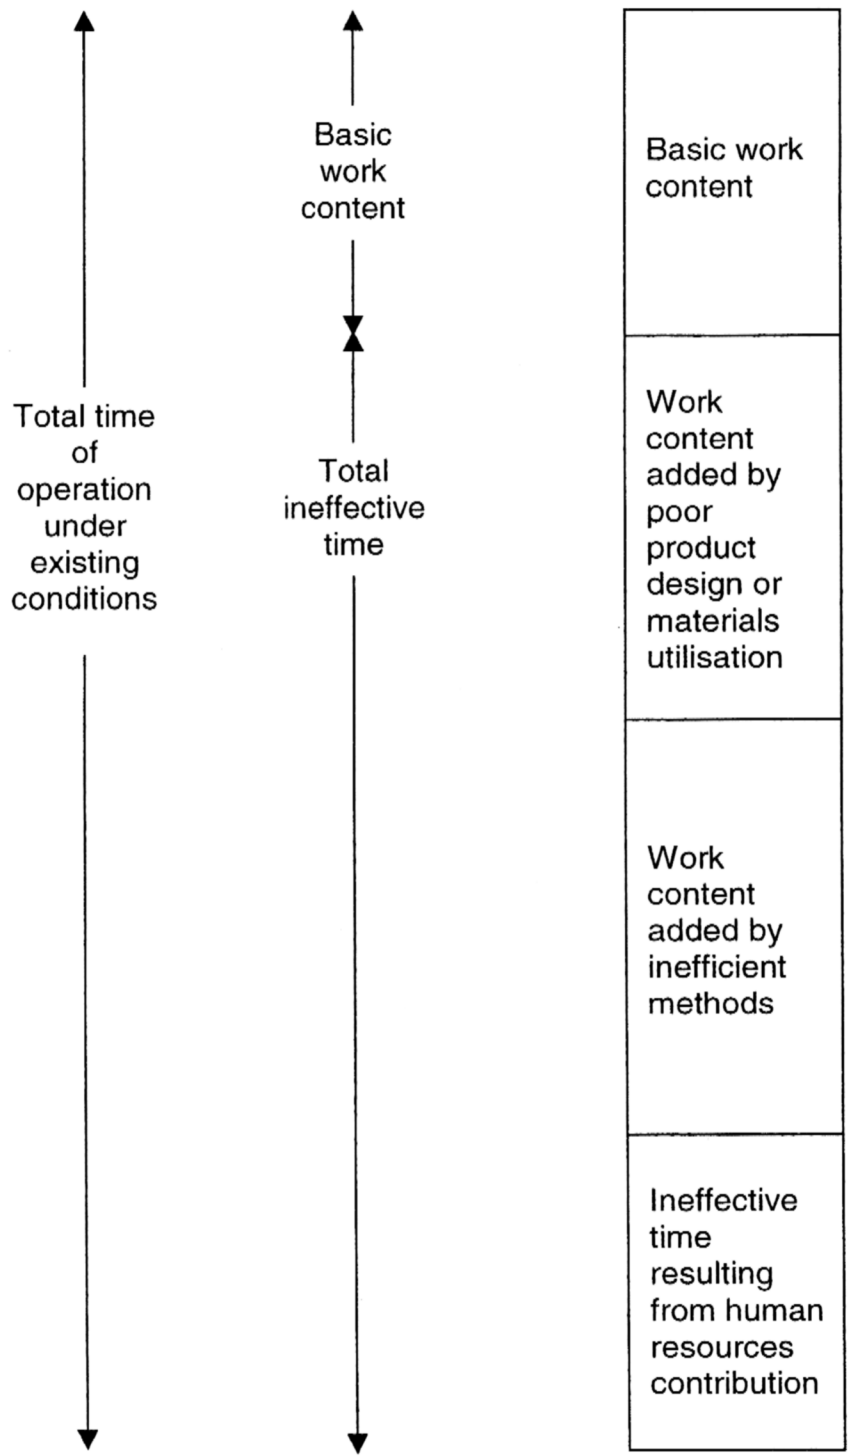 Total time
of
operation
under
existing
conditions
Basic
work
content
Total
ineffective
time
Basic work
content
Work
content
added by
poor
product
design or
materials
utilisation
Work
content
added by
inefficient
methods
Ineffective
time
resulting
from human
resources
contribution